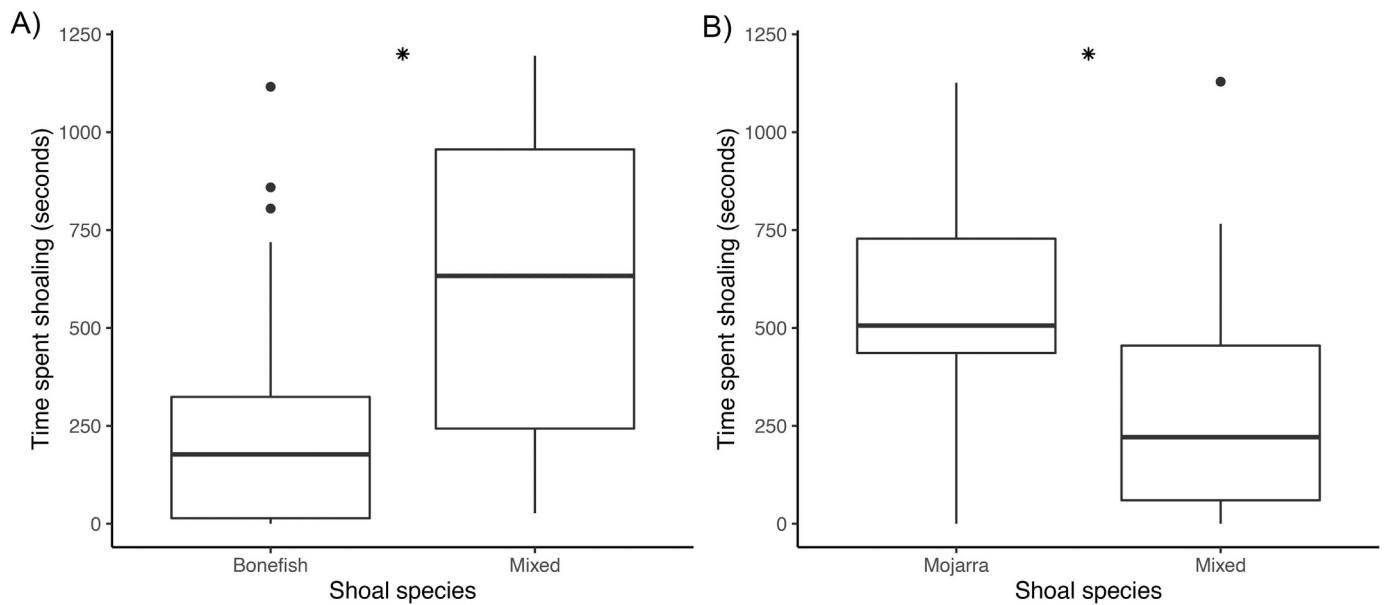 A)
Time spent shoaling (seconds)
1250
1000
750
500
250
0
*
Bonefish
Mixed
Shoal species
B)
Time spent shoaling (seconds)
1250
1000
750
500
250
0
*
Mojarra
Mixed
Shoal species